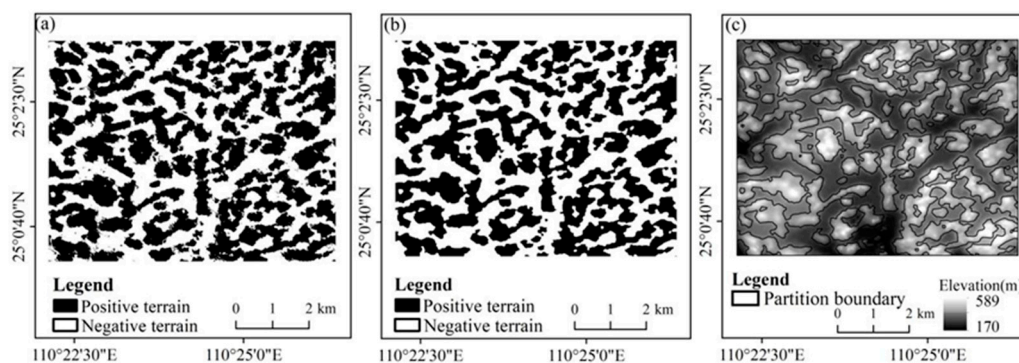 (a)
25°2'30"N
25°0'40"N
Legend
Positive terrain
Negative terrain
0 1 2 km
110°22'30"E 110°25'0"E
(b)
25°2'30"N
25°0'40"N
Legend
Positive terrain
Negative terrain
0 1 2 km
110°22'30"E 110°25'0"E
(c)
25°2'30"N
25°0'40"N
Legend
Partition boundary
0 1 2 km
Elevation(m)
589
170
110°22'30"E 110°25'0"E